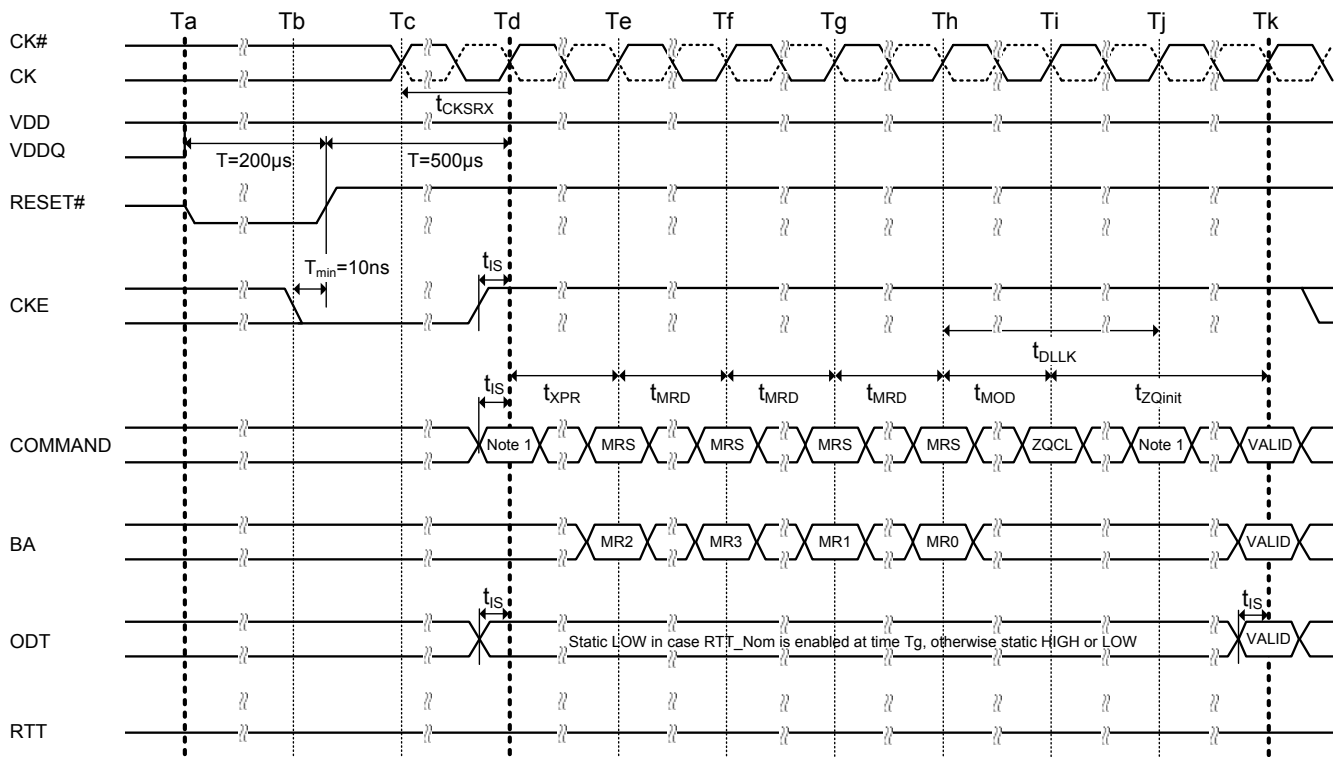 Ta Tb Tc Td Te Tf Tg Th Ti Tj Tk
CK#
CK
tCKSRX
VDD
VDDQ
T=200µs T=500µs
RESET#
Tmin=10ns
tIS
CKE
tDLLK
tIS
tXPR tMRD tMRD tMRD tMOD tZQinit
COMMAND Note 1 MRS MRS MRS MRS ZQCL Note 1 VALID
BA MR2 MR3 MR1 MR0 VALID
tIS tIS
ODT Static LOW in case RTT_Nom is enabled at time Tg, otherwise static HIGH or LOW VALID
RTT